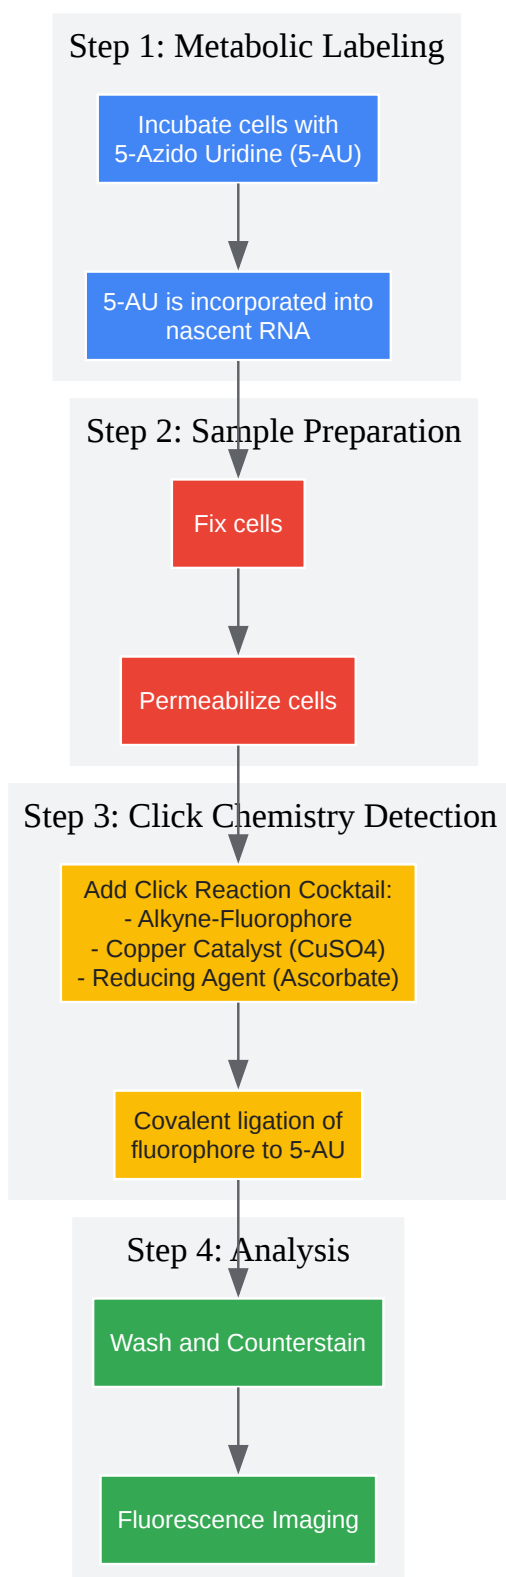 Step 1: Metabolic Labeling
Incubate cells with
5-Azido Uridine (5-AU)
5-AU is incorporated into
nascent RNA
Step 2: Sample Preparation
Fix cells
Permeabilize cells
Step 3: Click Chemistry Detection
Add Click Reaction Cocktail:
- Alkyne-Fluorophore
- Copper Catalyst (CuSO4)
- Reducing Agent (Ascorbate)
Covalent ligation of
fluorophore to 5-AU
Step 4: Analysis
Wash and Counterstain
Fluorescence Imaging